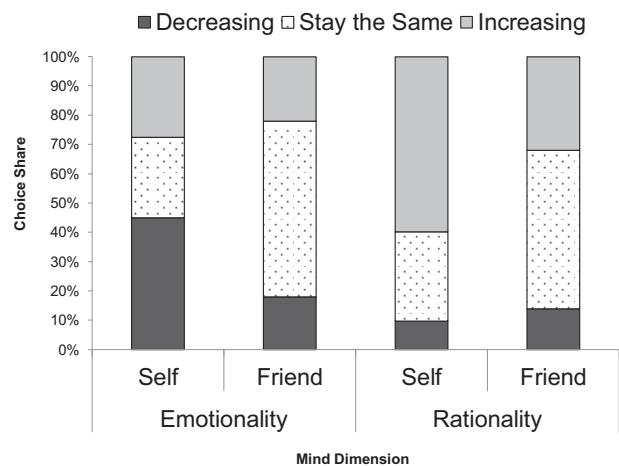 Decreasing Stay the Same Increasing
100%
90%
80%
70%
60%
50%
40%
30%
20%
10%
0%
Choice Share
Self Friend Self Friend
Emotionality Rationality
Mind Dimension